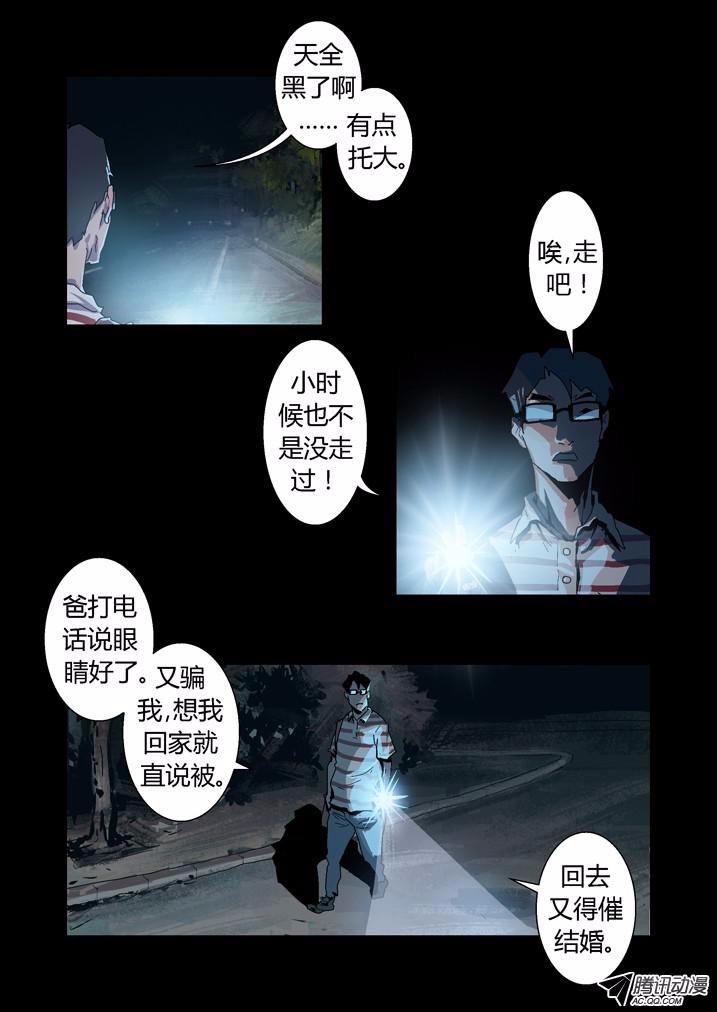 天全
黑了啊
……
有点
托大。
唉,走
吧！
小时
候也不
是没走
过！
爸打电
话说眼
睛好了。
又骗
我,想我
回家就
直说被。
回去
又得催
结婚。
腾讯动漫
AC.QQ.COM